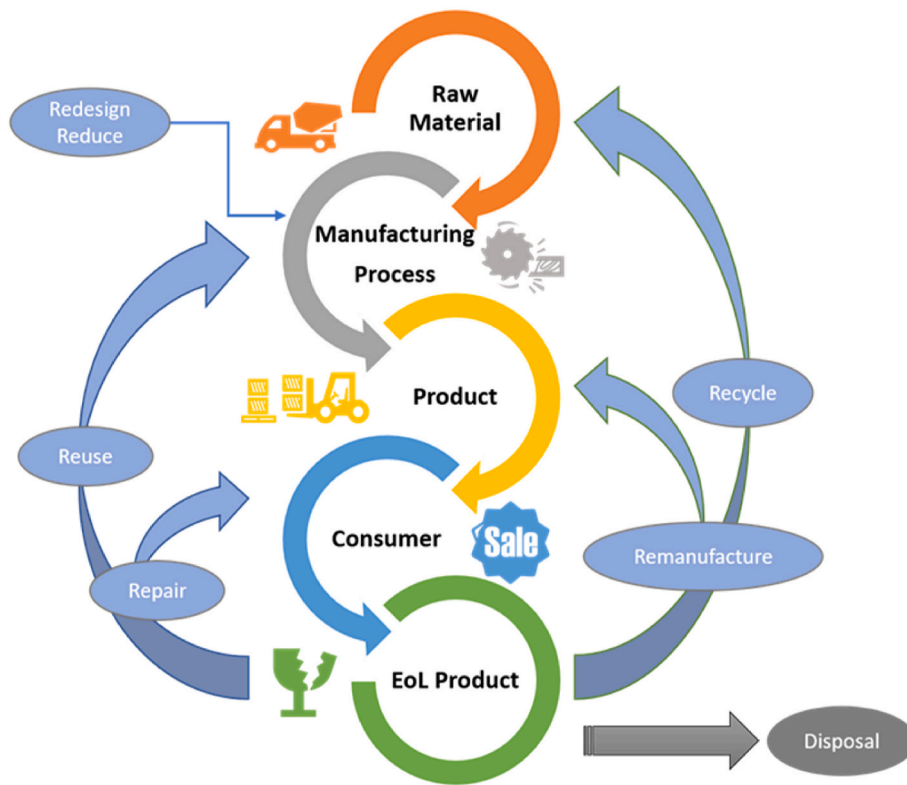 Raw
Material
Redesign
Reduce
Manufacturing
Process
Product
Recycle
Reuse
Consumer
Sale
Remanufacture
Repair
EoL Product
Disposal